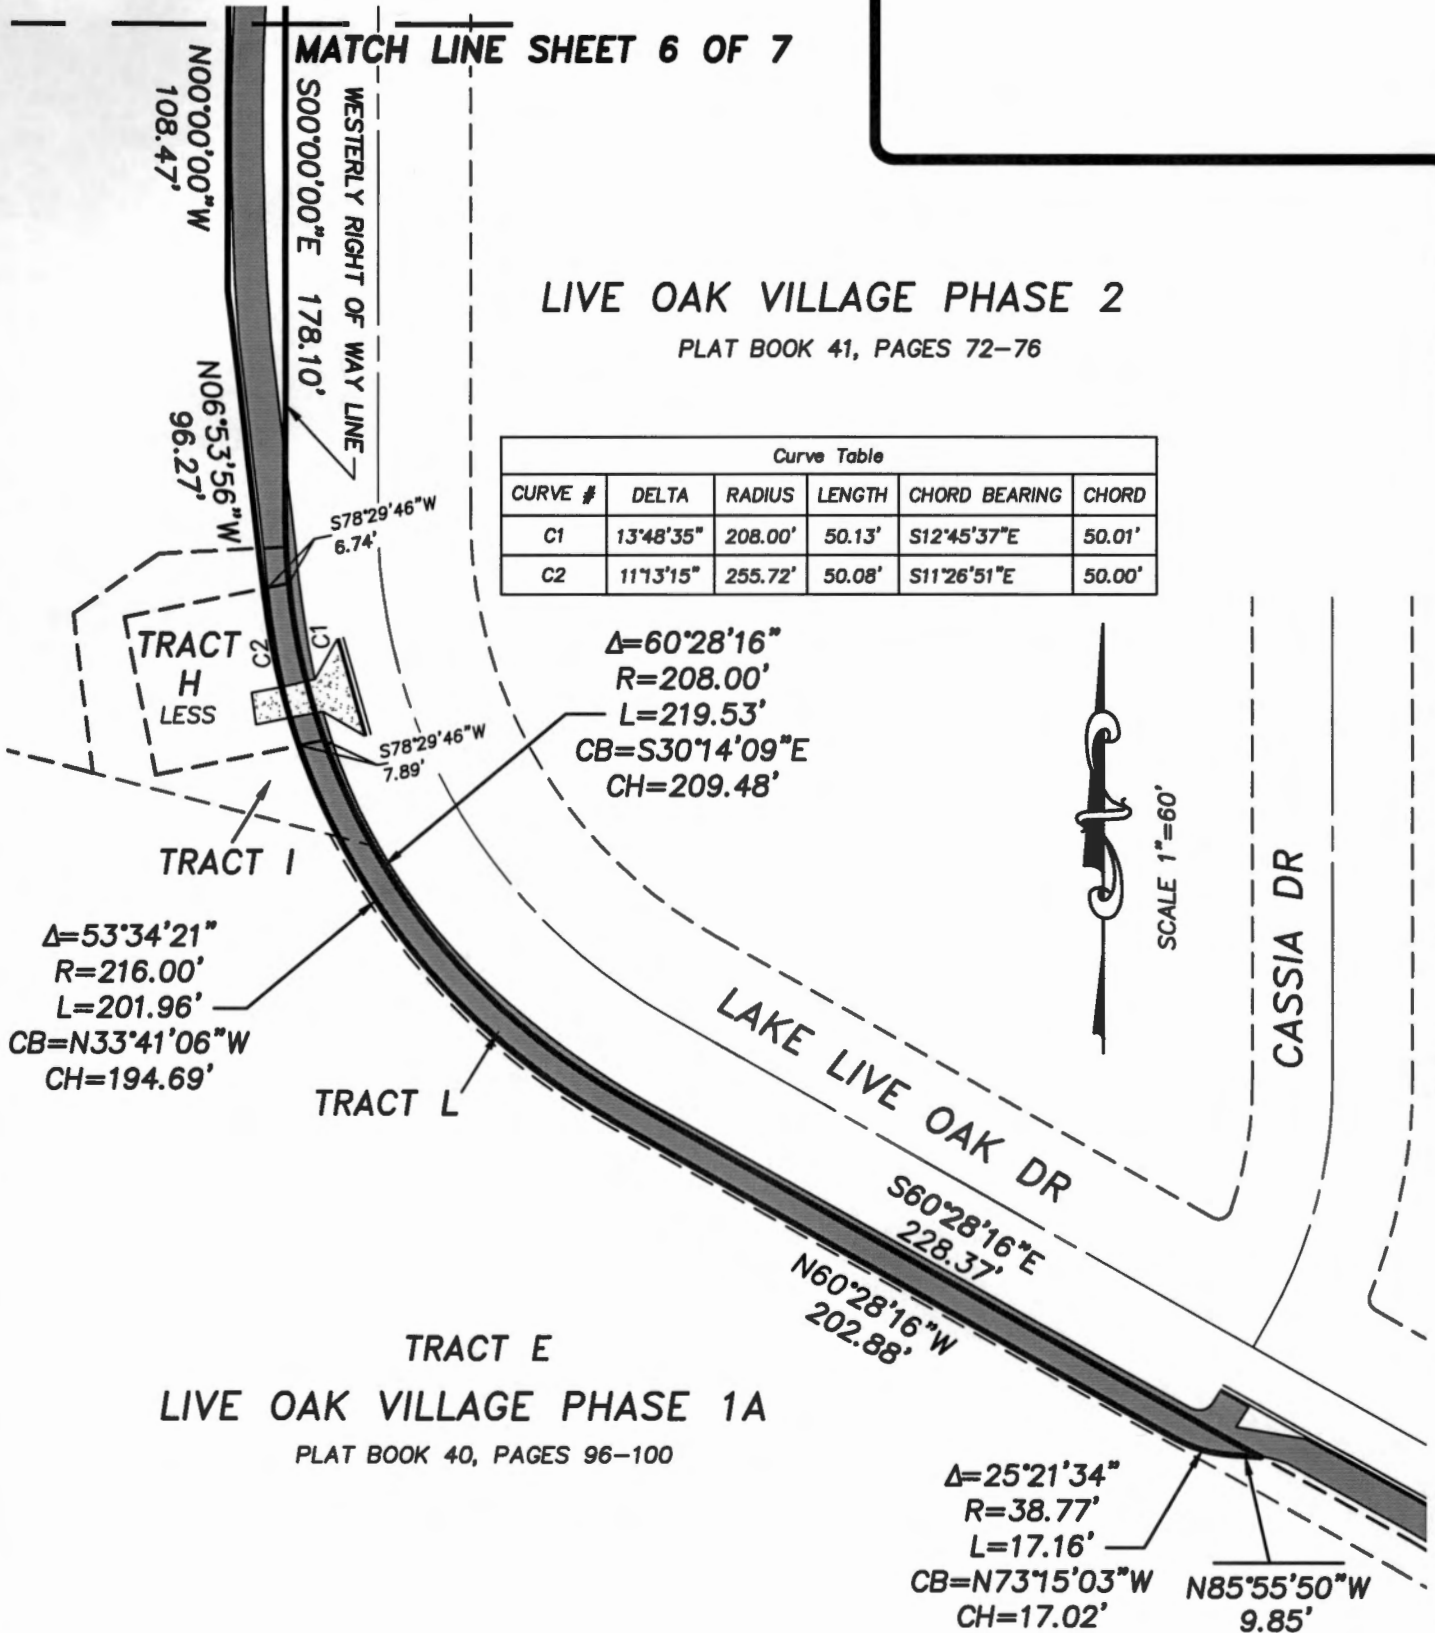 MATCH LINE SHEET 6 OF 7
N00°00'00"W
108.47'
S00°00'00"E 178.10'
WESTERLY RIGHT OF WAY LINE
LIVE OAK VILLAGE PHASE 2
PLAT BOOK 41, PAGES 72-76
N06°53'56"W
96.27'
S78°29'46"W
6.74'
Curve Table
CURVE # DELTA RADIUS LENGTH CHORD BEARING CHORD
C1 13°48'35" 208.00' 50.13' S12°45'37"E 50.01'
C2 11°13'15" 255.72' 50.08' S11°26'51"E 50.00'
TRACT
H
LESS
C2
C1
S78°29'46"W
7.89'
Δ=60°28'16"
R=208.00'
L=219.53'
CB=S30°14'09"E
CH=209.48'
SCALE 1"=60'
CASSIA DR
TRACT I
Δ=53°34'21"
R=216.00'
L=201.96'
CB=N33°41'06"W
CH=194.69'
TRACT L
LAKE LIVE OAK DR
S60°28'16"E
228.37'
N60°28'16"W
202.88'
TRACT E
LIVE OAK VILLAGE PHASE 1A
PLAT BOOK 40, PAGES 96-100
Δ=25°21'34"
R=38.77'
L=17.16'
CB=N73°15'03"W
CH=17.02'
N85°55'50"W
9.85'